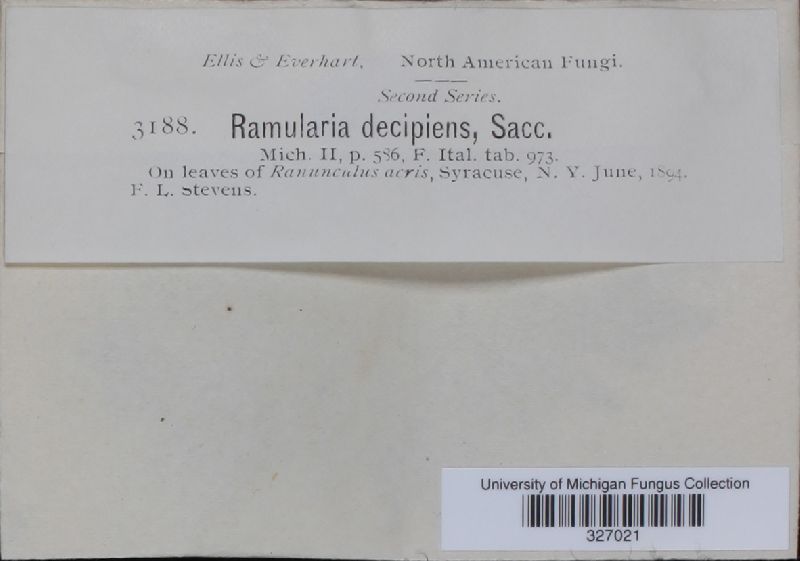 Ellis & Everhart, North American Fungi.
Second Series.
3188. Ramularia decipiens, Sacc.
Mich. II, p. 586, F. Ital. tab. 973.
On leaves of Ranunculus acris, Syracuse, N. Y. June, 1894.
F. L. Stevens.
University of Michigan Fungus Collection
327021